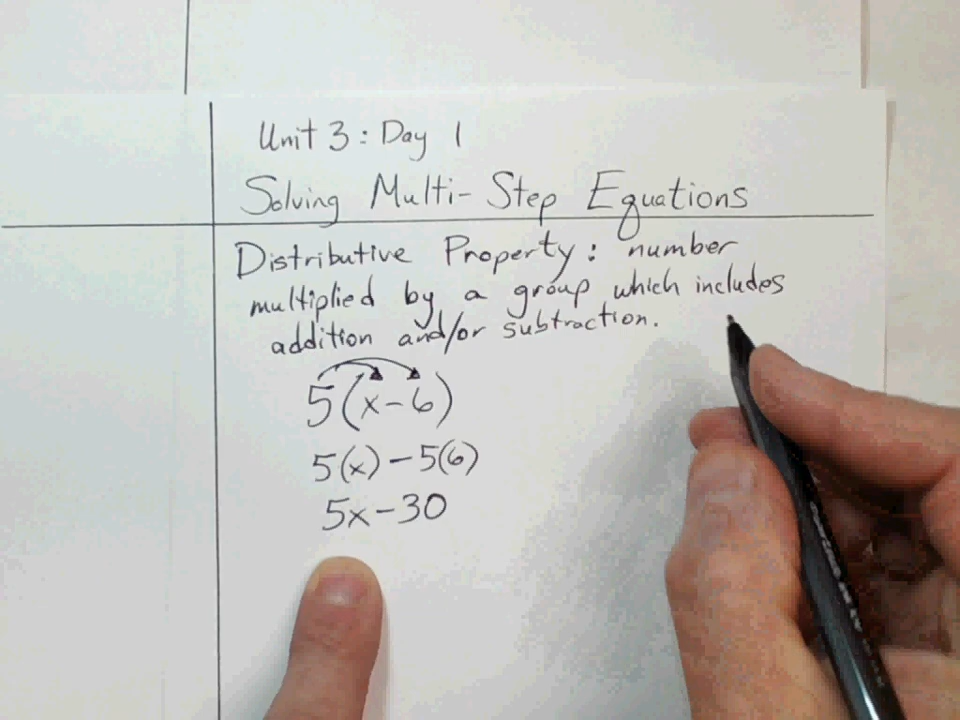 Unit 3: Day 1
Solving Multi-Step Equations
Distributive Property: number
multiplied by a group which includes
addition and/or subtraction.
5(x-6)
5(x)-5(6)
5x-30